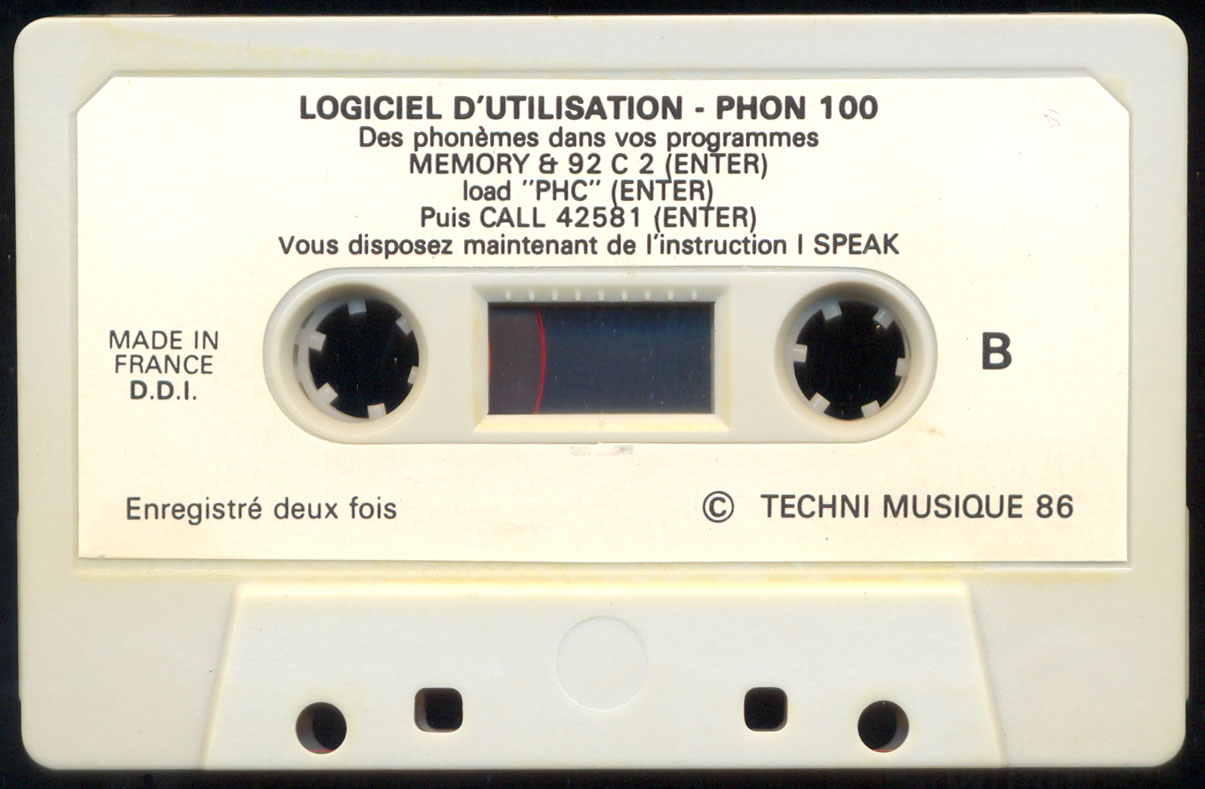 LOGICIEL D'UTILISATION - PHON 100
Des phonèmes dans vos programmes
MEMORY & 92 C 2 (ENTER)
load "PHC" (ENTER)
Puis CALL 42581 (ENTER)
Vous disposez maintenant de l'instruction I SPEAK
MADE IN
FRANCE
D.D.I.
B
Enregistré deux fois
© TECHNI MUSIQUE 86